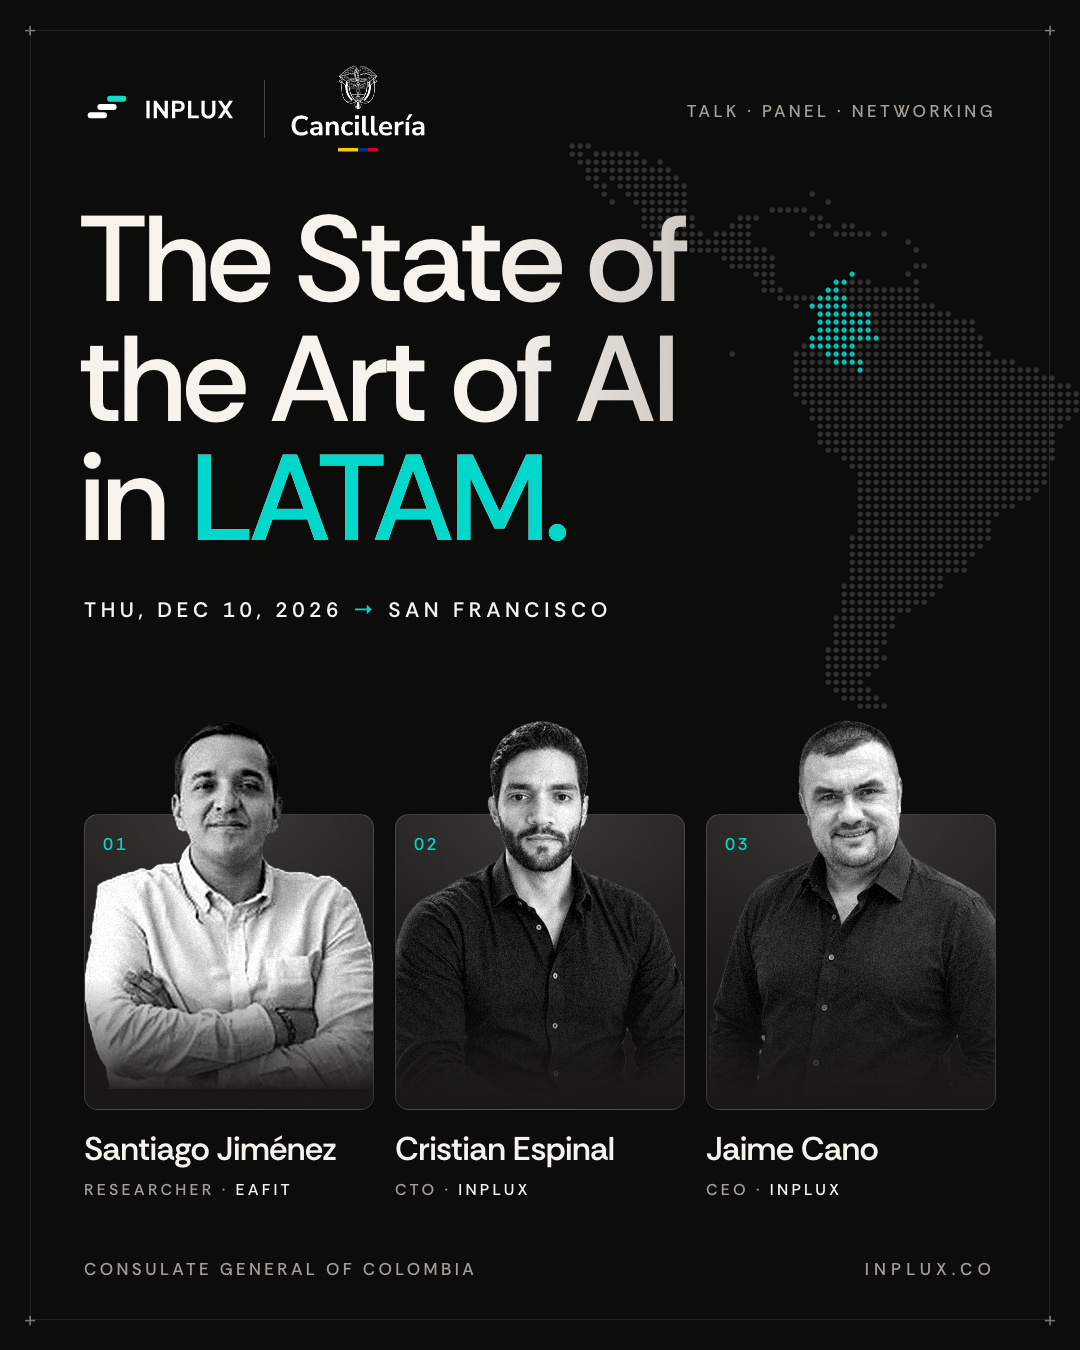 INPLUX
Cancillería
TALK · PANEL · NETWORKING
The State of
the Art of AI
in LATAM.
THU, DEC 10, 2026 → SAN FRANCISCO
01
02
03
Santiago Jiménez
RESEARCHER · EAFIT
Cristian Espinal
CTO · INPLUX
Jaime Cano
CEO · INPLUX
CONSULATE GENERAL OF COLOMBIA
INPLUX.CO